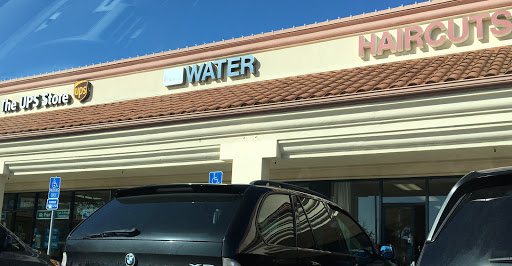 The UPS Store
ups
WATER
HAIRCUTS